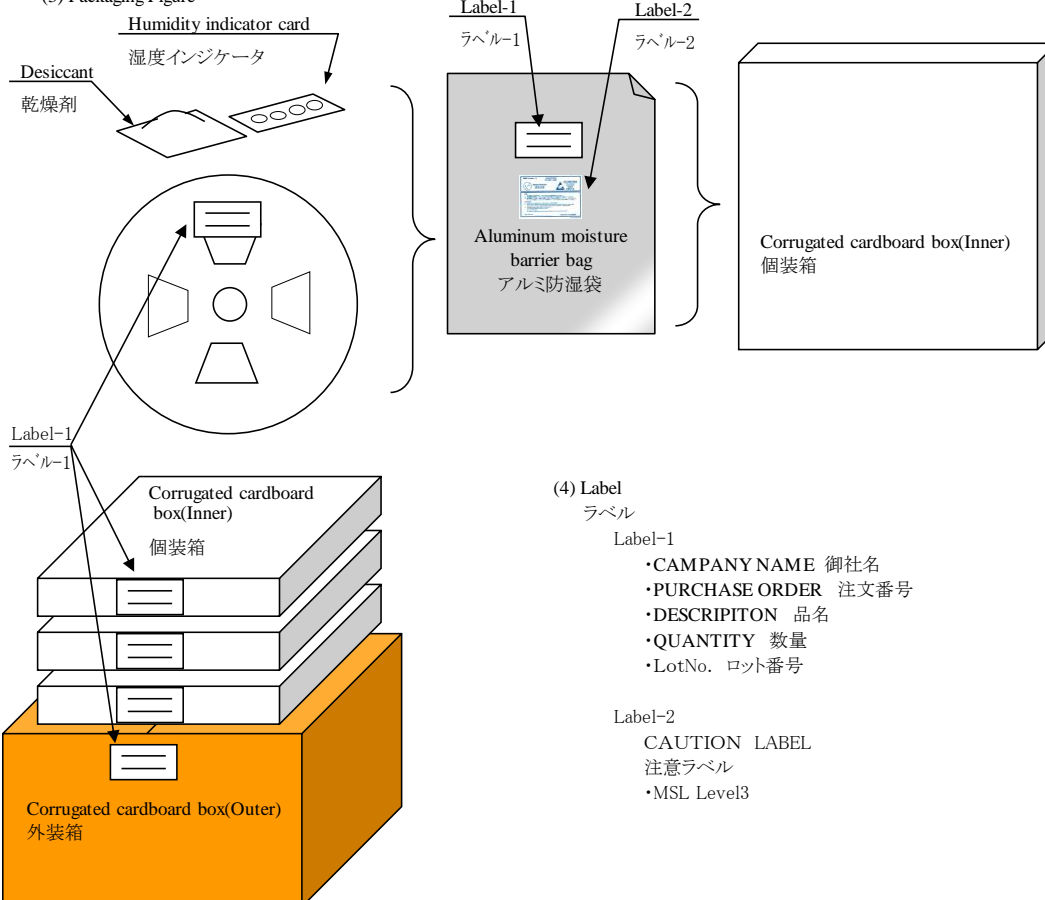 (3) Packaging Figure
Humidity indicator card
湿度インジケータ
Desiccant
乾燥剤
Label-1
ラベル-1
Label-2
ラベル-2
Aluminum moisture
barrier bag
アルミ防湿袋
Corrugated cardboard box(Inner)
個装箱
Label-1
ラベル-1
Corrugated cardboard
box(Inner)
個装箱
Corrugated cardboard box(Outer)
外装箱
(4) Label
ラベル
Label-1
・CAMPANY NAME 御社名
・PURCHASE ORDER 注文番号
・DESCRIPITON 品名
・QUANTITY 数量
・LotNo. ロット番号
Label-2
CAUTION LABEL
注意ラベル
・MSL Level3